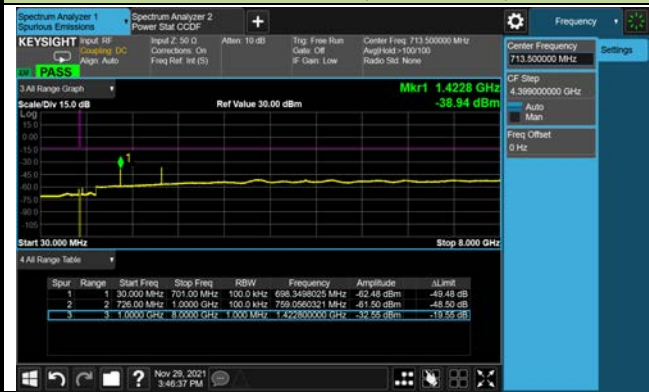 Spectrum Analyzer 1
Spurious Emissions
Spectrum Analyzer 2
Power Stat CCDF
+
Frequency
KEYSIGHT
Input: RF
Coupling: DC
Align: Auto
Input Z: 50 Ω
Corrections: On
Freq Ref: Int (S)
Atten: 10 dB
Trig: Free Run
Gate: Off
IF Gain: Low
Center Freq: 713.500000 MHz
Avg|Hold:>100/100
Radio Std: None
PASS
Center Frequency
713.500000 MHz
Settings
CF Step
4.399000000 GHz
Auto
Man
Freq Offset
0 Hz
3 All Range Graph
Mkr1 1.4228 GHz
-38.94 dBm
Scale/Div 15.0 dB
Ref Value 30.00 dBm
Log
15.0
0.00
-15.0
-30.0
-45.0
-60.0
-75.0
-90.0
-105
1
Start 30.000 MHz
Stop 8.000 GHz
4 All Range Table
Spur Range Start Freq Stop Freq RBW Frequency Amplitude ΔLimit
1 1 30.000 MHz 701.00 MHz 100.0 kHz 698.3498025 MHz -62.48 dBm -49.48 dB
2 2 726.00 MHz 1.0000 GHz 100.0 kHz 759.0560321 MHz -61.50 dBm -48.50 dB
3 3 1.0000 GHz 8.0000 GHz 1.000 MHz 1.422800000 GHz -32.55 dBm -19.55 dB
?
Nov 29, 2021
3:46:37 PM